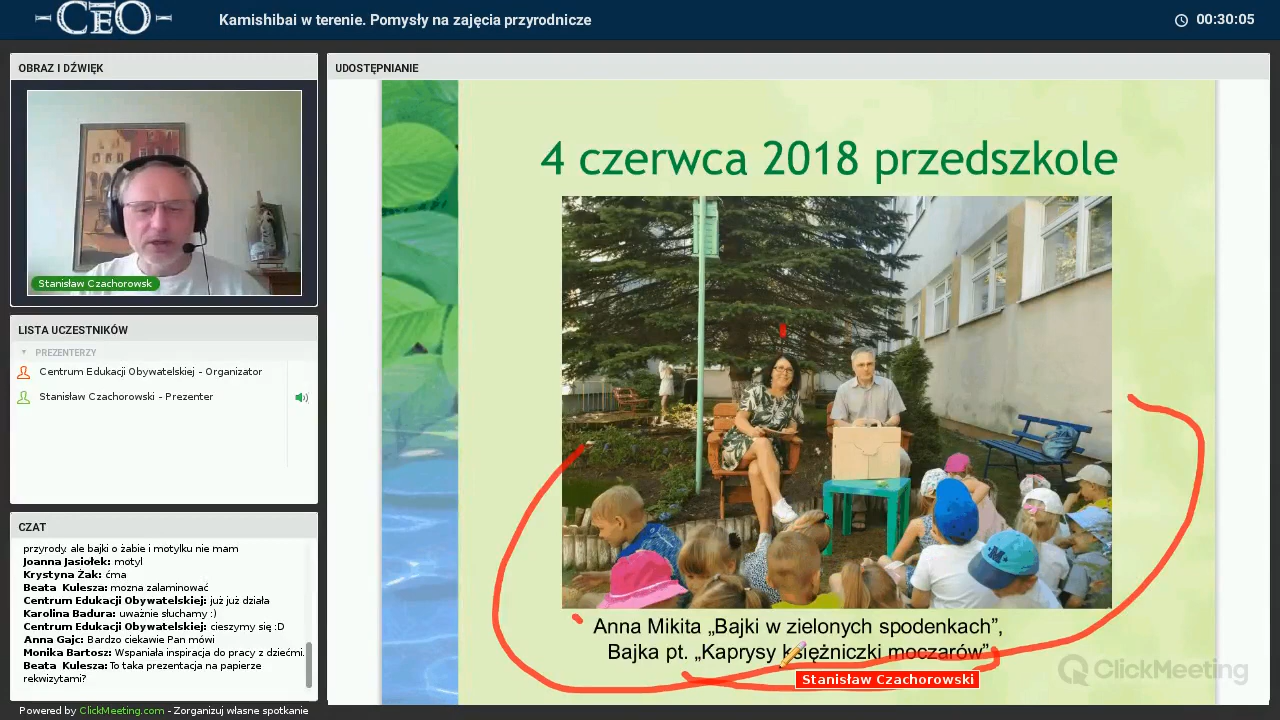 CEO
Kamishibai w terenie. Pomysły na zajęcia przyrodnicze
00:30:05
OBRAZ I DŹWIĘK
Stanisław Czachorowsk
LISTA UCZESTNIKÓW
PREZENTERZY
Centrum Edukacji Obywatelskiej - Organizator
Stanisław Czachorowski - Prezenter
CZAT
przyrody. ale bajki o żabie i motylku nie mam
Joanna Jasiołek: motyl
Krystyna Żak: ćma
Beata Kulesza: mozna zalaminować
Centrum Edukacji Obywatelskiej: już już działa
Karolina Badura: uważnie słuchamy :)
Centrum Edukacji Obywatelskiej: cieszymy się :D
Anna Gajc: Bardzo ciekawie Pan mówi
Monika Bartosz: Wspaniała inspiracja do pracy z dziećmi.
Beata Kulesza: To taka prezentacja na papierze
rekwizytami?
Powered by ClickMeeting.com - Zorganizuj własne spotkanie
UDOSTĘPNIANIE
4 czerwca 2018 przedszkole
Anna Mikita „Bajki w zielonych spodenkach”,
Bajka pt. „Kaprysy księżniczki moczarów”
Stanisław Czachorowski
ClickMeeting